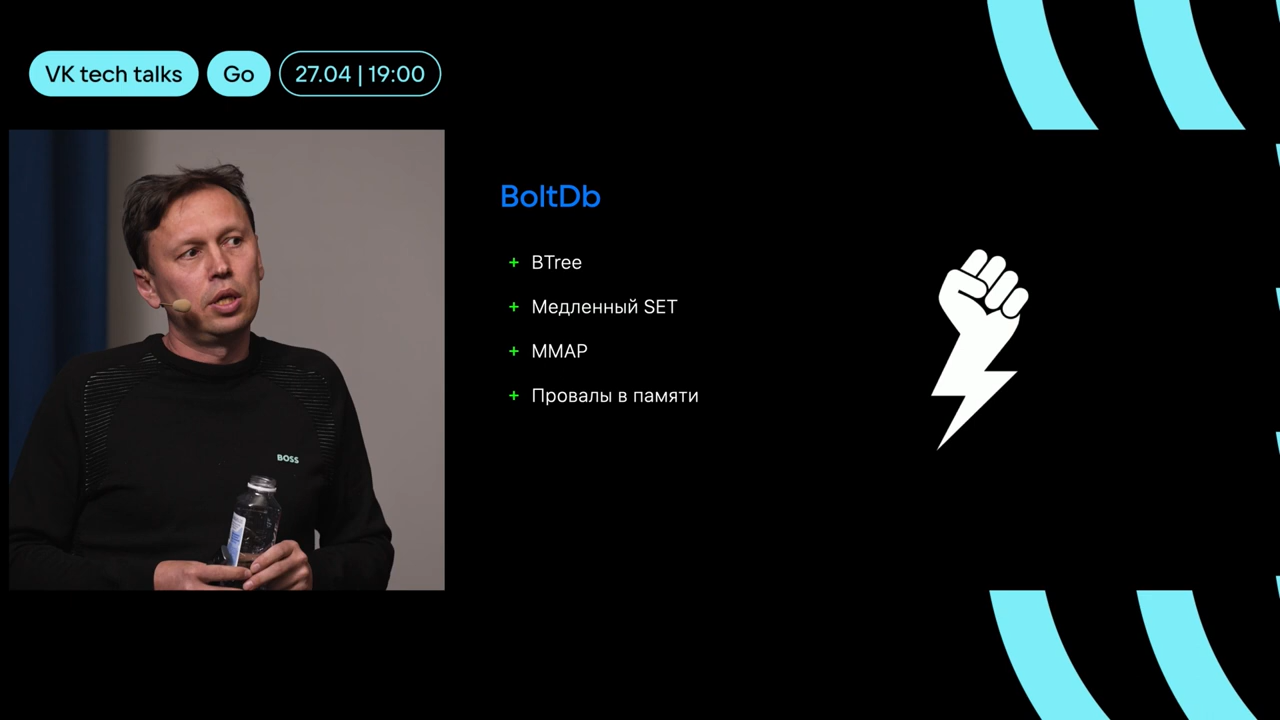 VK tech talks
Go
27.04 | 19:00
BoltDb
+ BTree
+ Медленный SET
+ MMAP
+ Провалы в памяти
BOSS